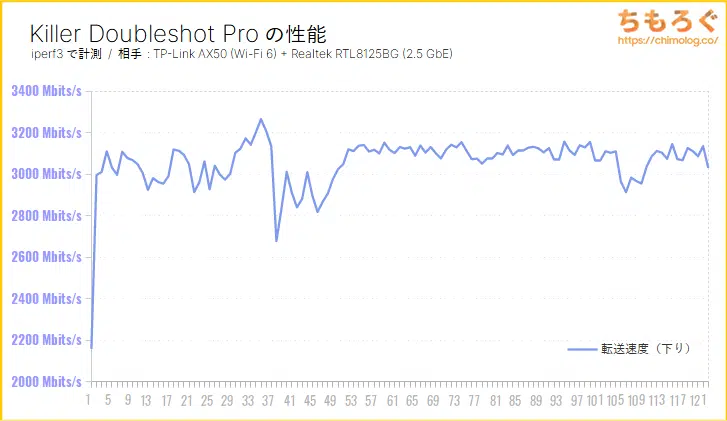 Killer Doubleshot Pro の性能
iperf3 で計測 / 相手 : TP-Link AX50 (Wi-Fi 6) + Realtek RTL8125BG (2.5 GbE)
ちもろぐ
https://chimolog.co/
3400 Mbits/s
3200 Mbits/s
3000 Mbits/s
2800 Mbits/s
2600 Mbits/s
2400 Mbits/s
2200 Mbits/s
2000 Mbits/s
転送速度（下り）
1 5 9 13 17 21 25 29 33 37 41 45 49 53 57 61 65 69 73 77 81 85 89 93 97 101 105 109 113 117 121